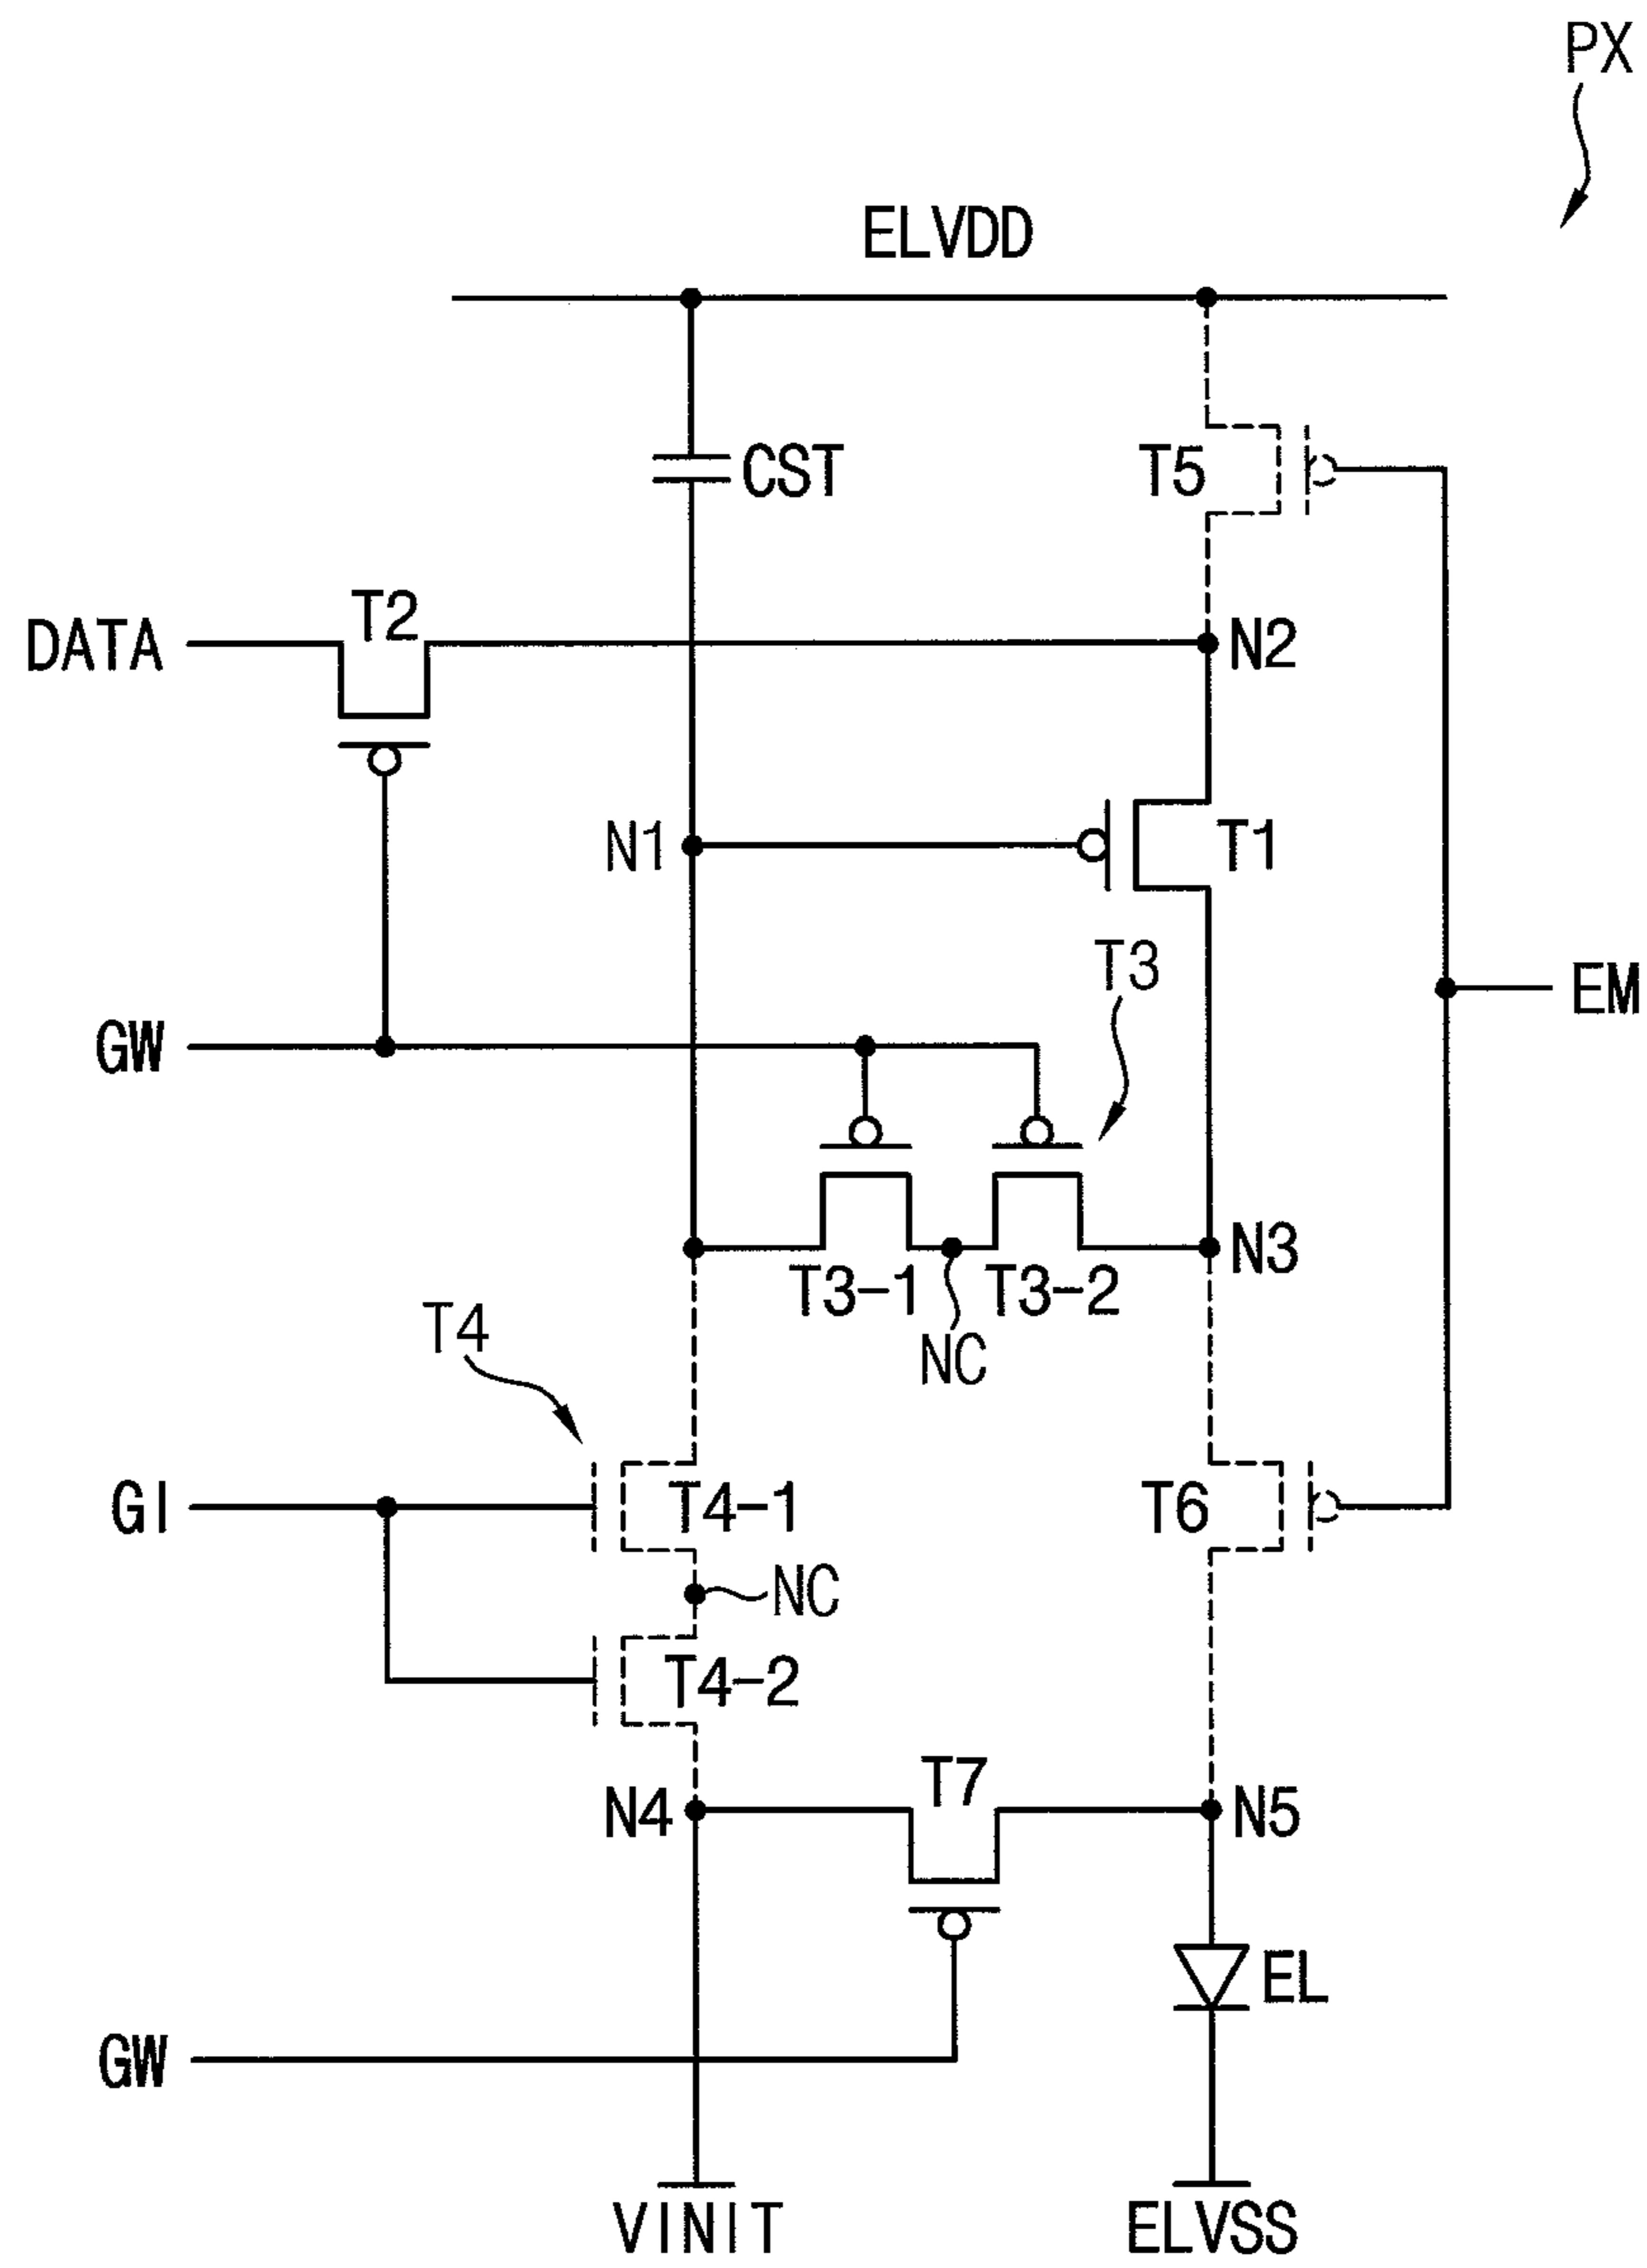 PX
ELVDD
CST
T5
DATA
T2
N2
N1
T1
T3
EM
GW
N3
T3-1
T3-2
NC
T4
GI
T4-1
T6
NC
T4-2
T7
N4
N5
EL
GW
VINIT
ELVSS